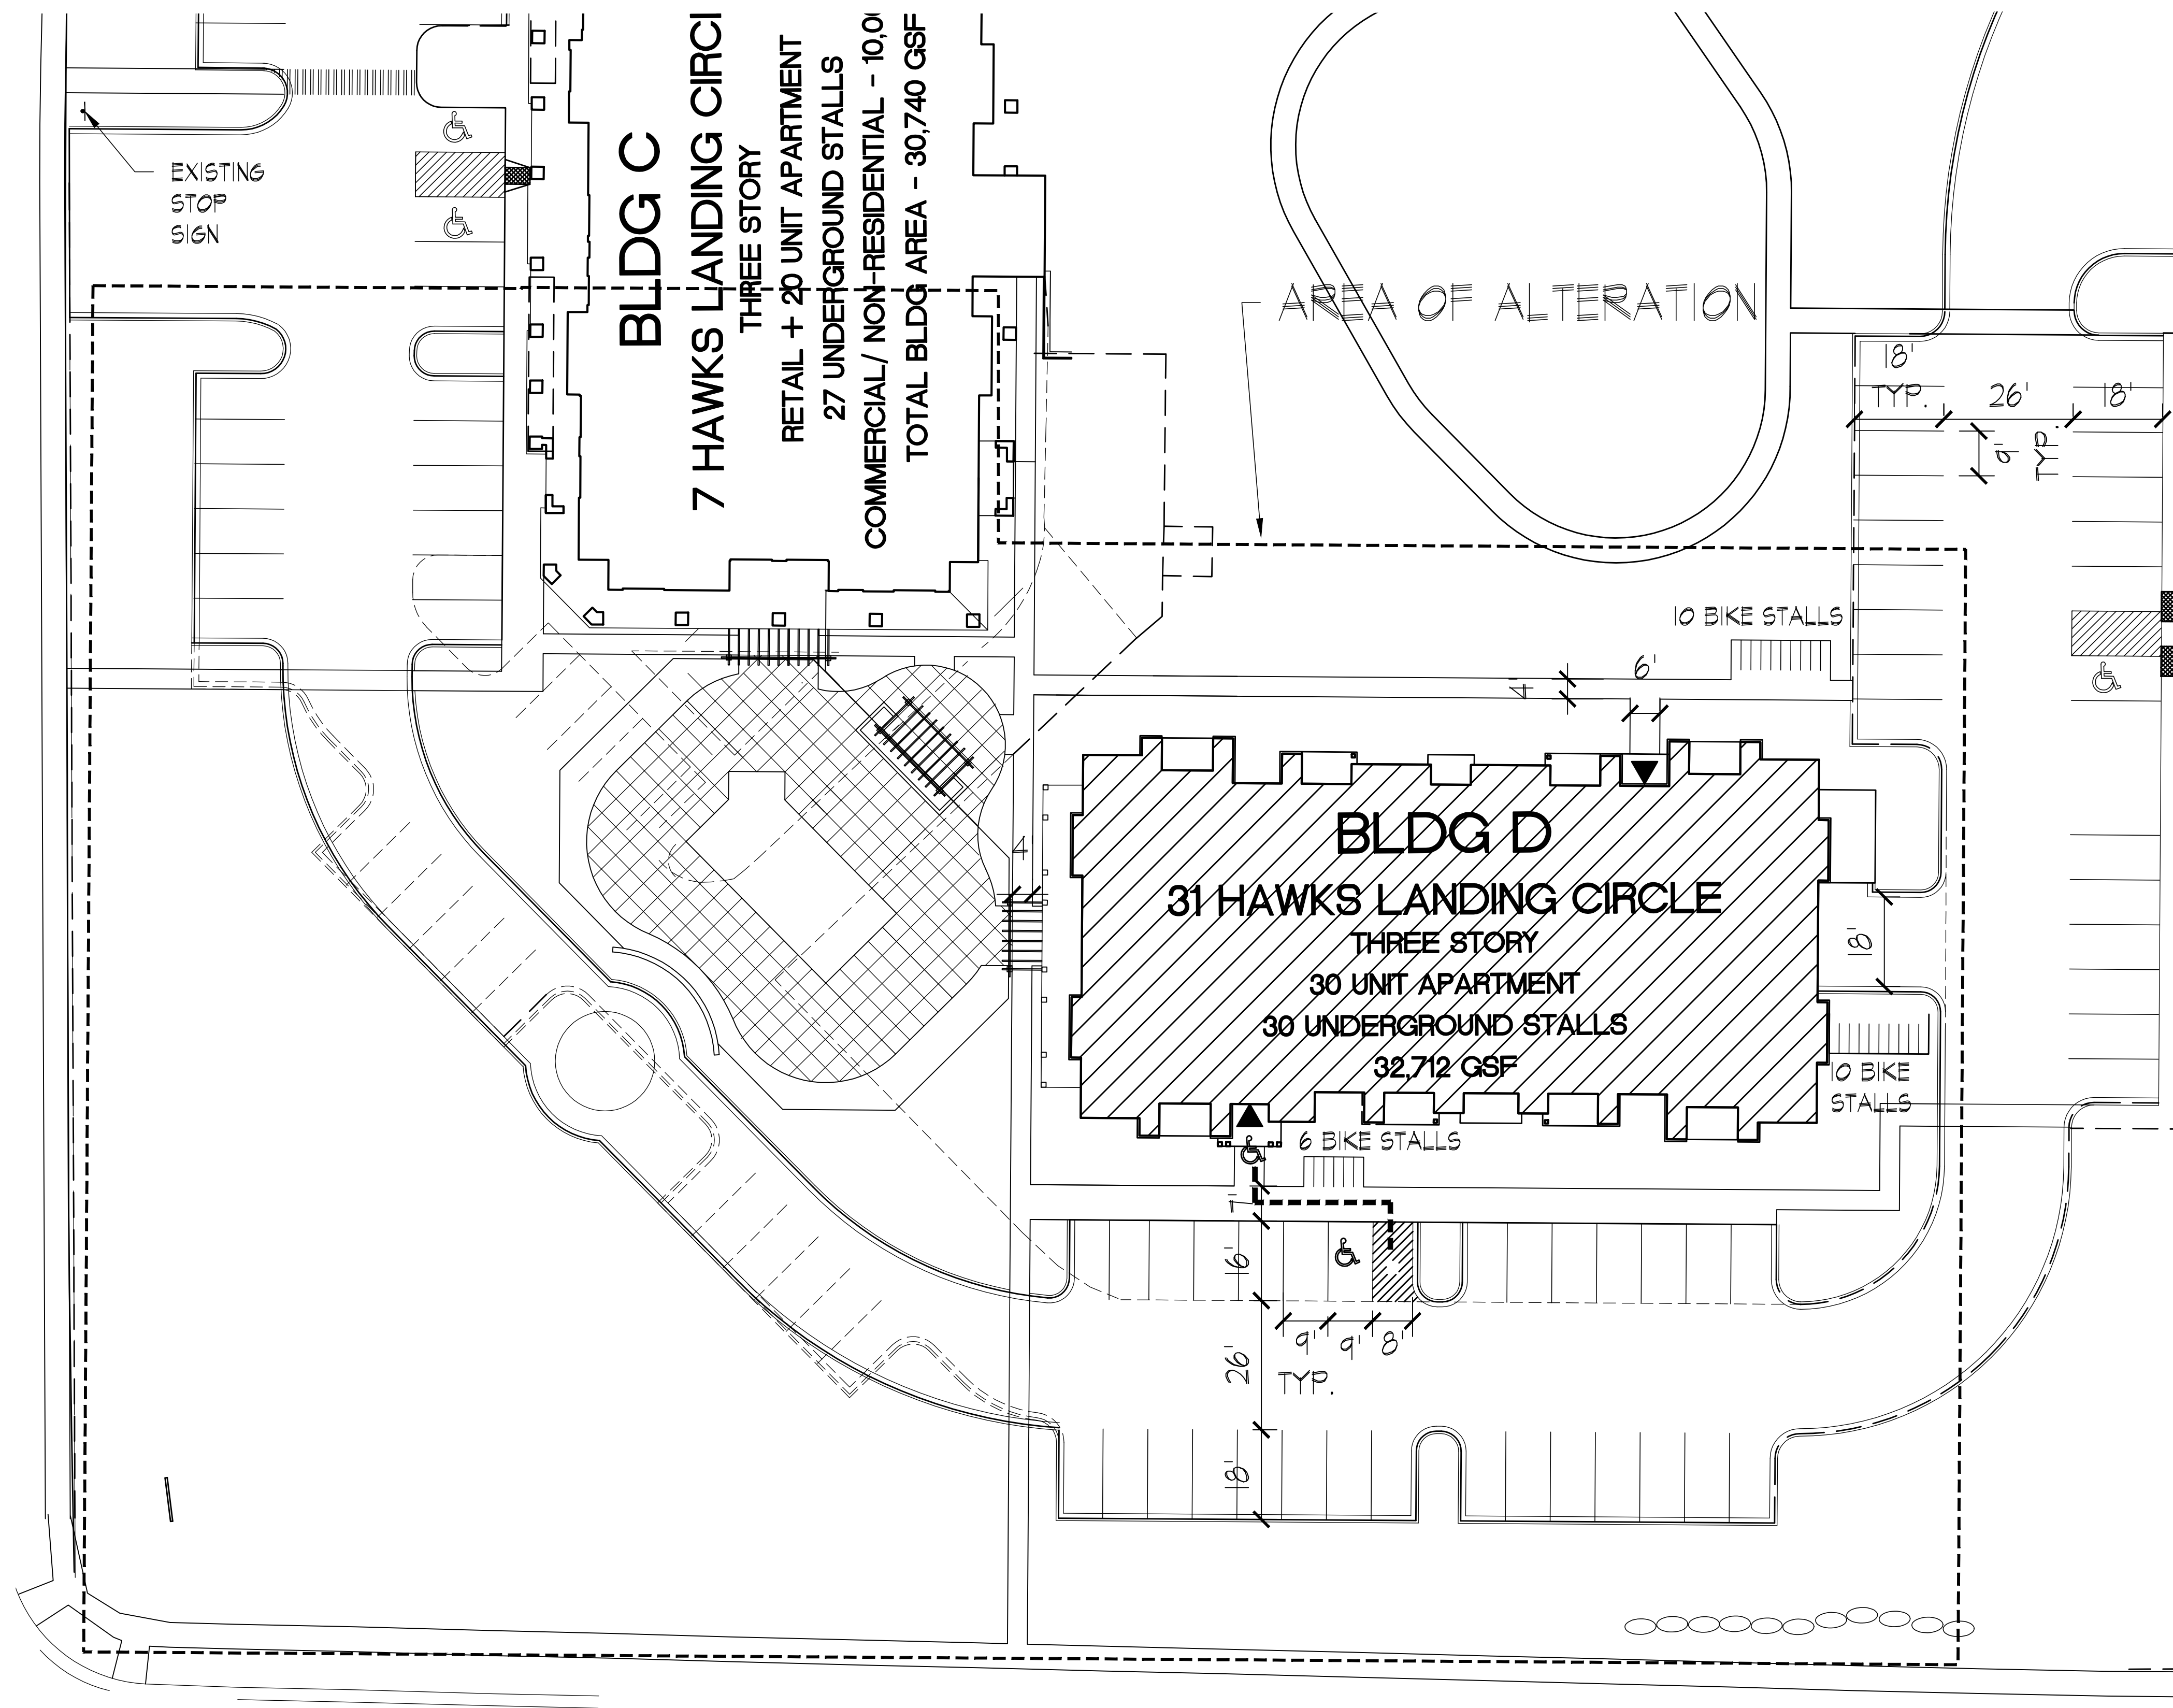 EXISTING
STOP
SIGN
BLDG C
THREE STORY
RETAIL + 20 UNIT APARTMENT
27 UNDERGROUND STALLS
TOTAL BLDG AREA - 30,740 GSF
7 HAWKS LANDING CIRCL
COMMERCIAL/ NON-RESIDENTIAL - 10,0
AREA OF ALTERATION
18'
TYP.
26'
18'
9'
TYP.
10 BIKE STALLS
6'
4'
4'
BLDG D
31 HAWKS LANDING CIRCLE
THREE STORY
30 UNIT APARTMENT
30 UNDERGROUND STALLS
32,712 GSF
18'
10 BIKE
STALLS
6 BIKE STALLS
7'
16'
9'
9'
8'
TYP.
26'
18'